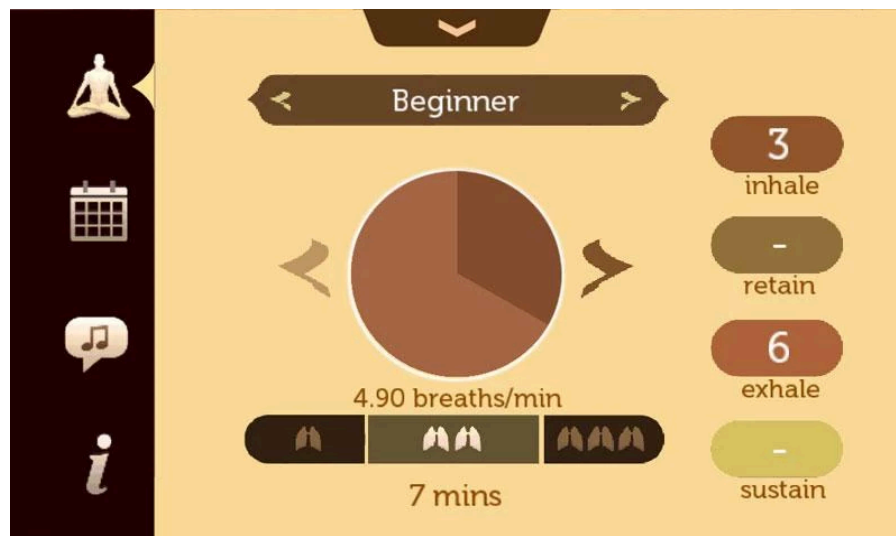 Beginner
3
inhale
-
retain
4.90 breaths/min
6
exhale
7 mins
-
sustain